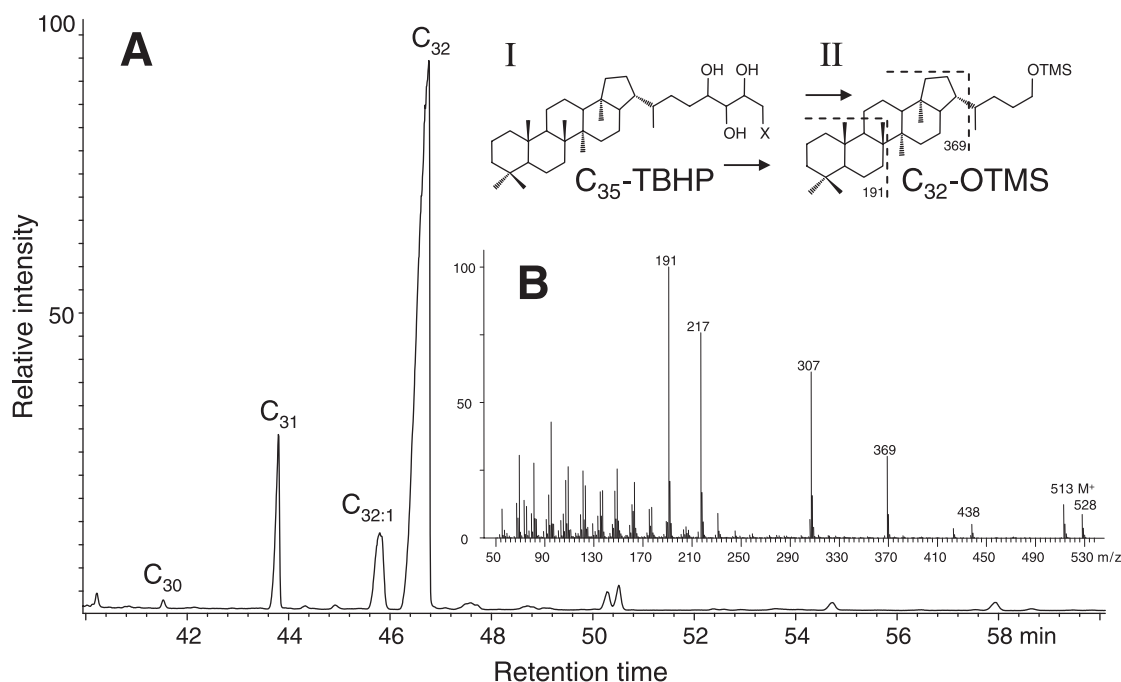 100
A
C32
I
OH OH
OH X
C35-TBHP
II
OTMS
369
191
C32-OTMS
Relative intensity
50
C31
C32:1
C30
B
100
50
0
191
217
307
369
438
513 M+
528
50 90 130 170 210 250 290 330 370 410 450 490 530 m/z
42 44 46 48 50 52 54 56 58 min
Retention time